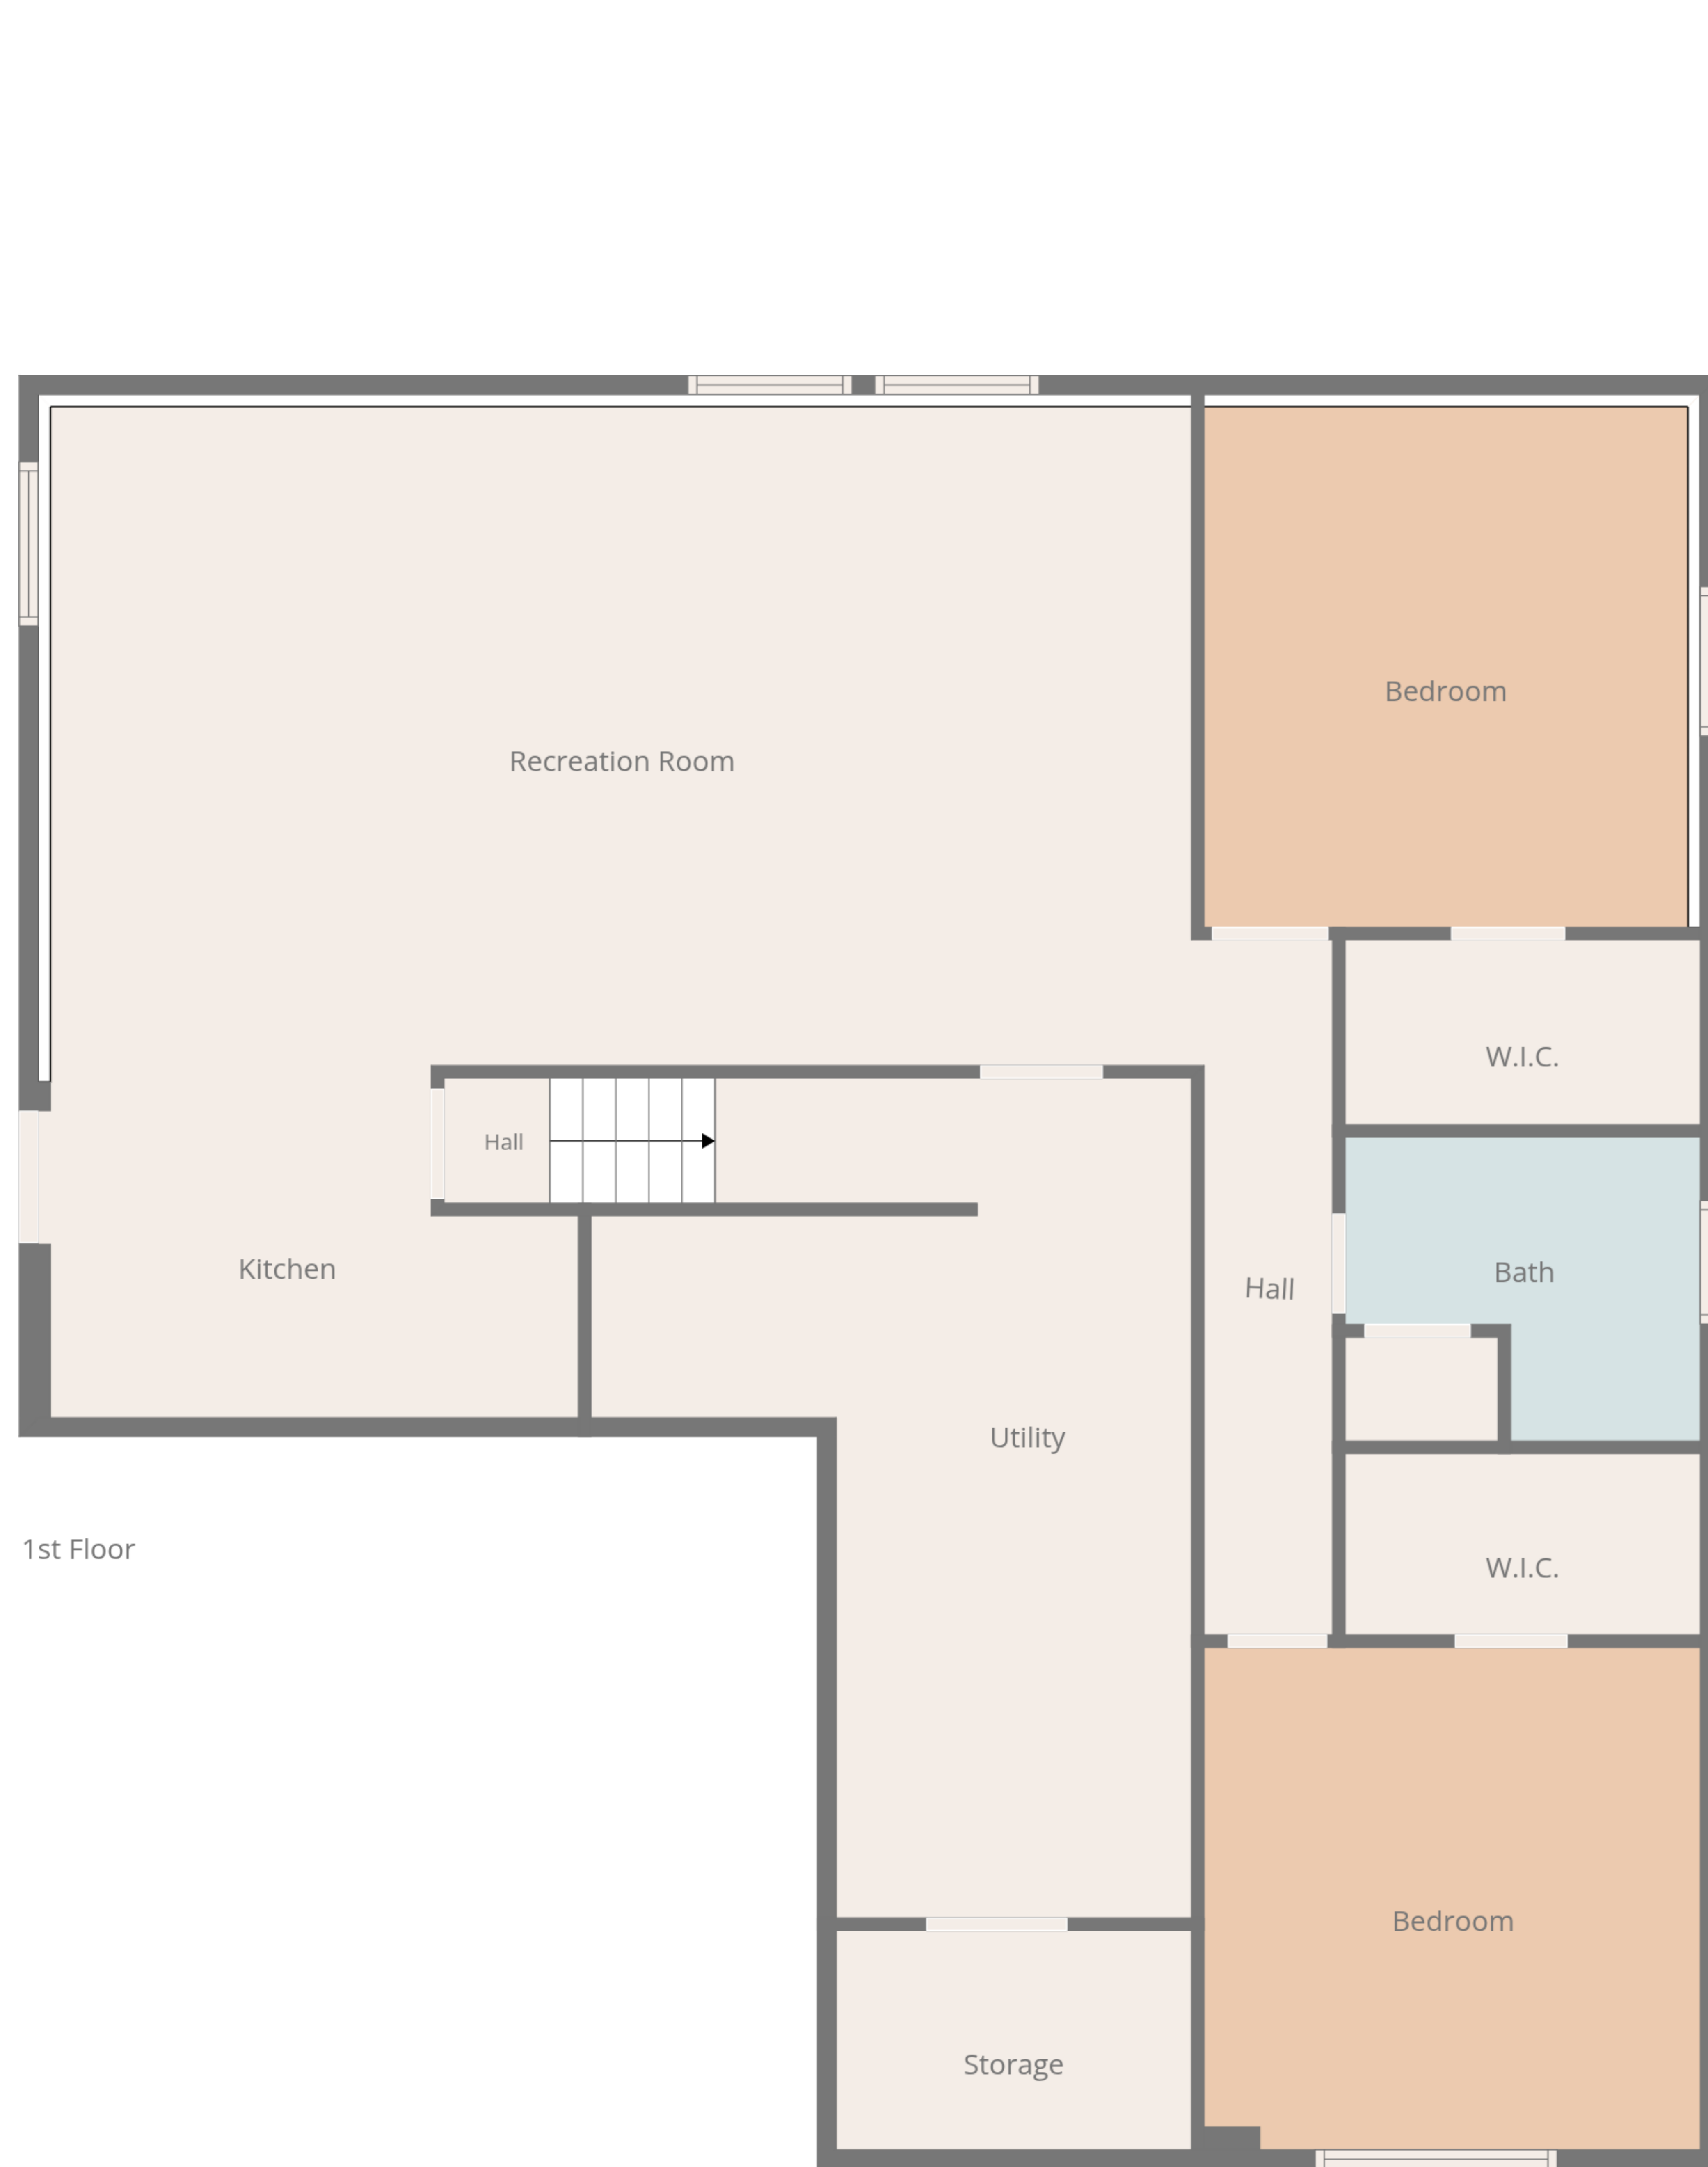 Bedroom
Recreation Room
W.I.C.
Hall
Kitchen
Hall
Bath
Utility
1st Floor
W.I.C.
Bedroom
Storage